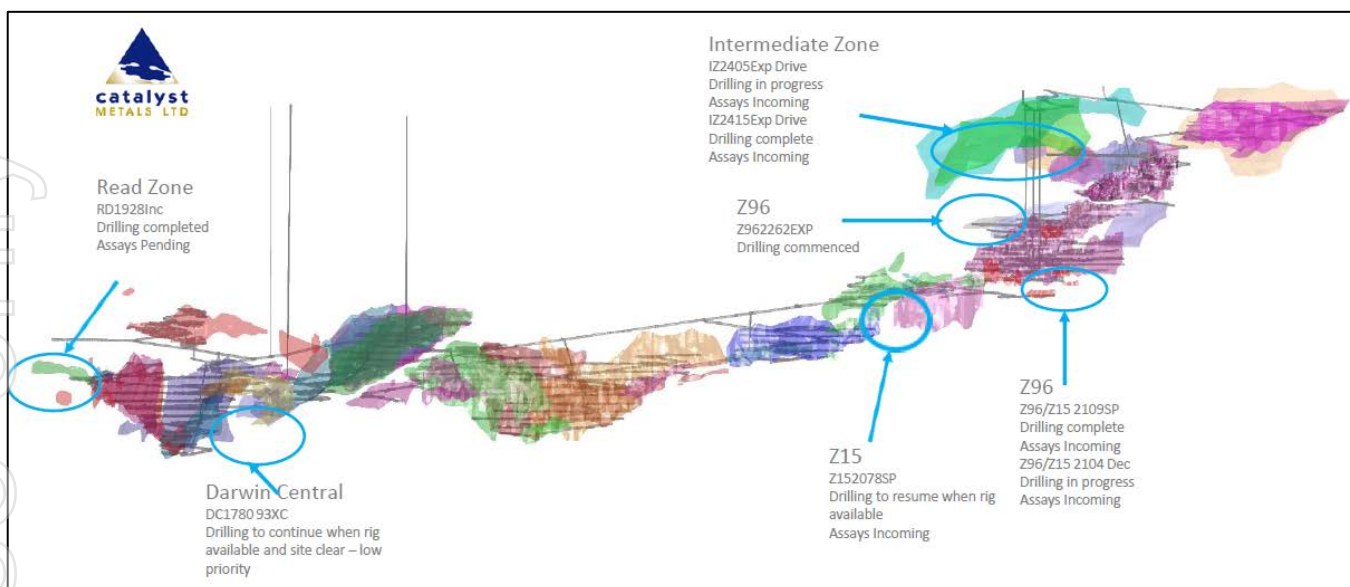 catalyst
METALS LTD
Intermediate Zone
IZ2405Exp Drive
Drilling in progress
Assays Incoming
IZ2415Exp Drive
Drilling complete
Assays Incoming
Read Zone
RD1928Inc
Drilling completed
Assays Pending
Z96
Z962262EXP
Drilling commenced
Z15
Z152078SP
Drilling to resume when rig
available
Assays Incoming
Z96
Z96/Z15 2109SP
Drilling complete
Assays Incoming
Z96/Z15 2104 Dec
Drilling in progress
Assays Incoming
Darwin Central
DC1780 93XC
Drilling to continue when rig
available and site clear – low
priority